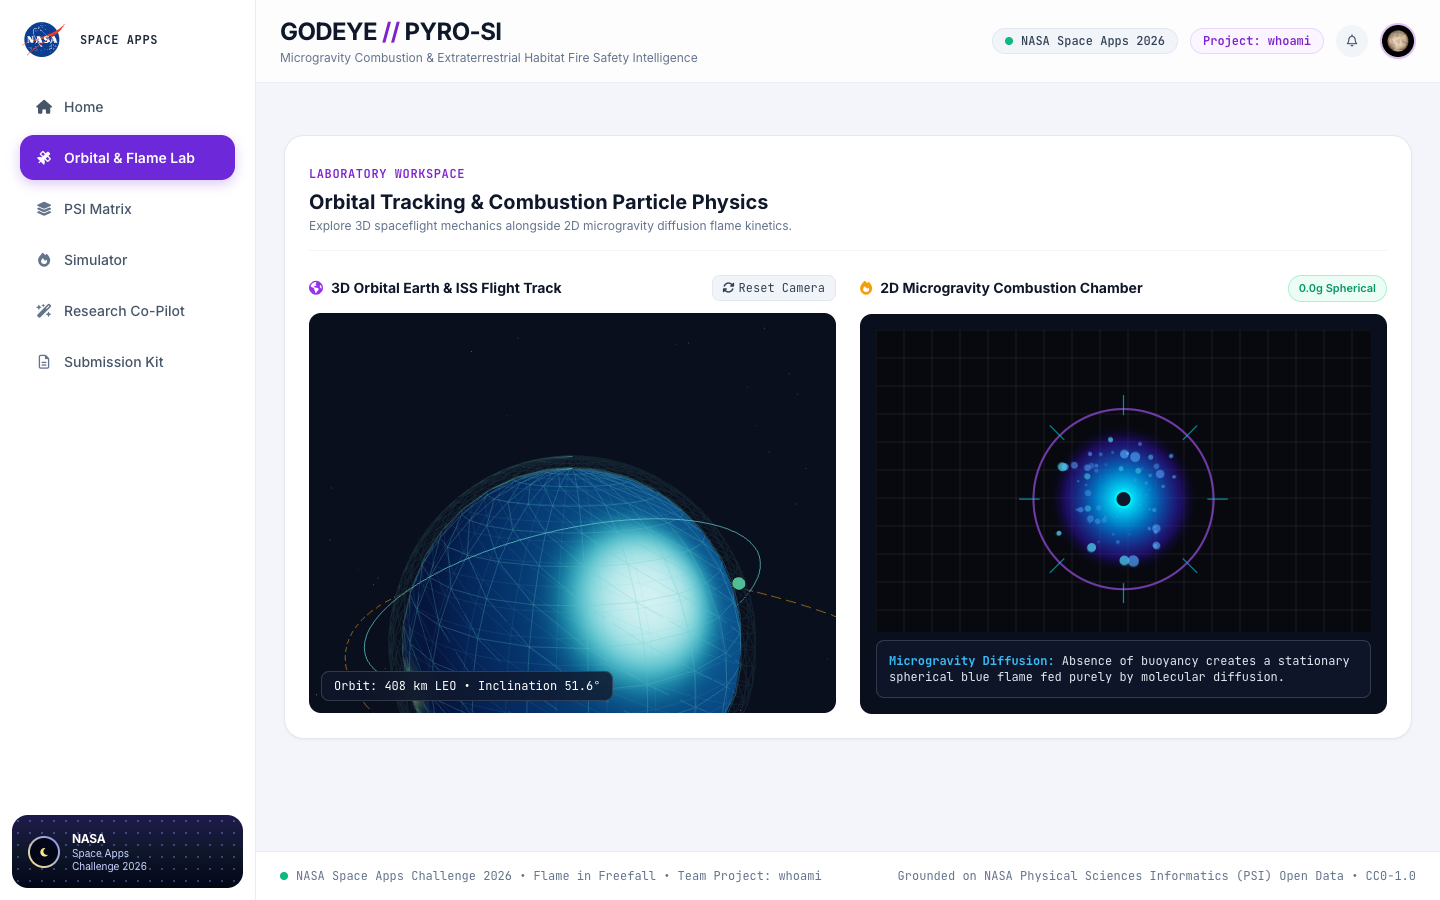 NASA
SPACE APPS
Home
Orbital & Flame Lab
PSI Matrix
Simulator
Research Co-Pilot
Submission Kit
NASA
Space Apps
Challenge 2026
GODEYE // PYRO-SI
Microgravity Combustion & Extraterrestrial Habitat Fire Safety Intelligence
NASA Space Apps 2026
Project: whoami
LABORATORY WORKSPACE
Orbital Tracking & Combustion Particle Physics
Explore 3D spaceflight mechanics alongside 2D microgravity diffusion flame kinetics.
3D Orbital Earth & ISS Flight Track
Reset Camera
Orbit: 408 km LEO • Inclination 51.6°
2D Microgravity Combustion Chamber
0.0g Spherical
Microgravity Diffusion: Absence of buoyancy creates a stationary
spherical blue flame fed purely by molecular diffusion.
NASA Space Apps Challenge 2026 • Flame in Freefall • Team Project: whoami
Grounded on NASA Physical Sciences Informatics (PSI) Open Data • CC0-1.0